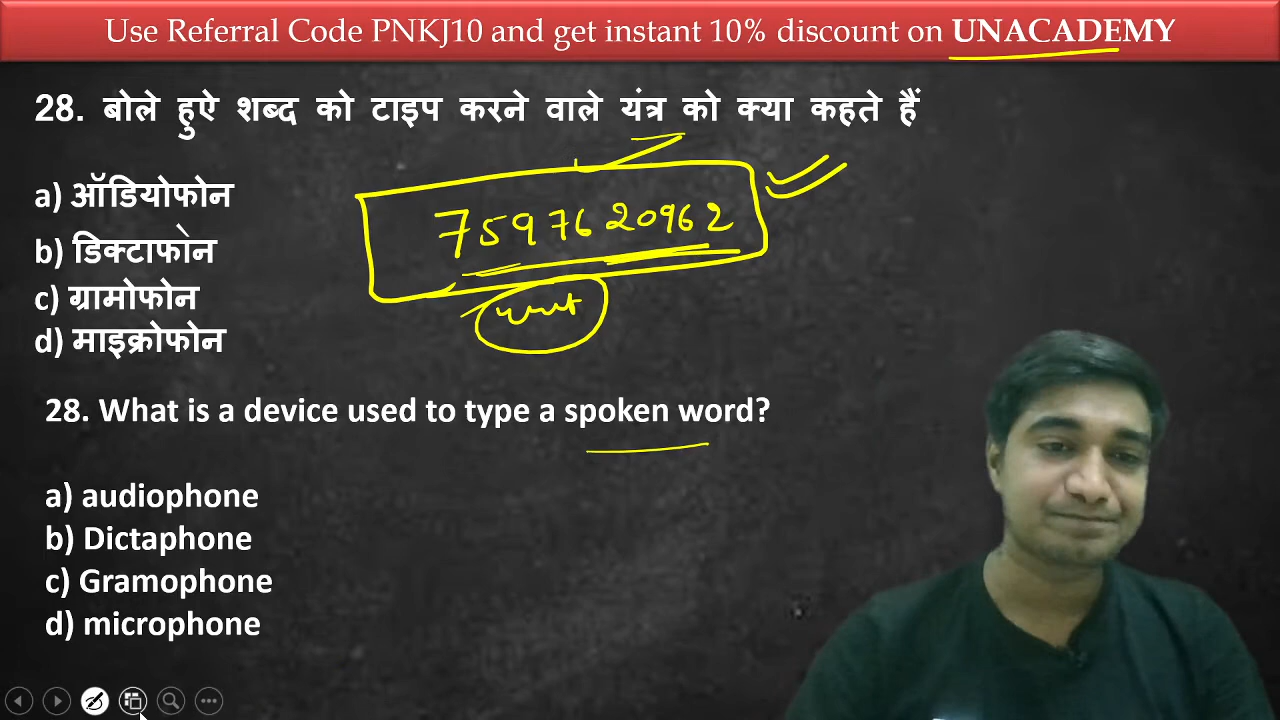 Use Referral Code PNKJ10 and get instant 10% discount on UNACADEMY
28. बोले हुऐ शब्द को टाइप करने वाले यंत्र को क्या कहते हैं
a) ऑडियोफोन
b) डिक्टाफोन
c) ग्रामोफोन
d) माइक्रोफोन
7597620962
28. What is a device used to type a spoken word?
a) audiophone
b) Dictaphone
c) Gramophone
d) microphone